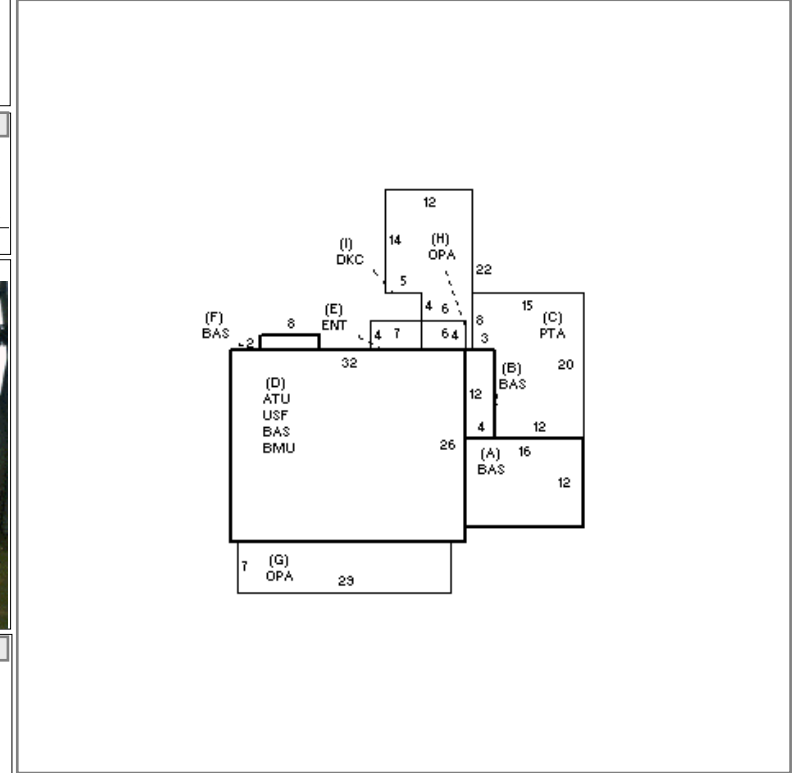 12
14
(H)
OPA
(I)
DKC
22
5
15
4
6
(E)
ENT
(F)
BAS
8
8
(C)
PTA
4
7
6
4
3
2
32
20
(B)
BAS
(D)
ATU
USF
BAS
BMU
12
4
12
26
(A)
BAS
16
12
7
(G)
OPA
29